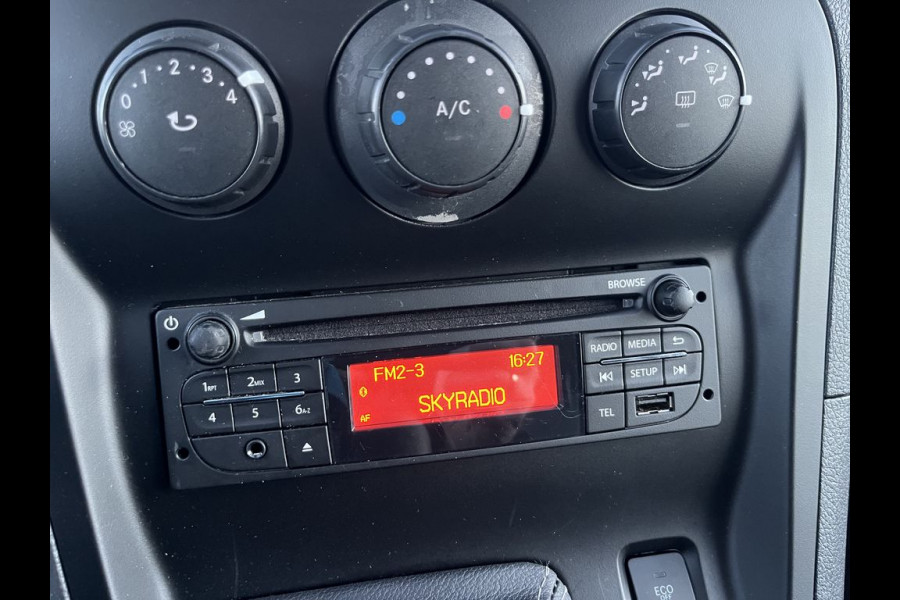 0 1 2 3 4
A/C
BROWSE
1RPT 2MIX 3
4 5 6A-Z
FM2-3 16:27
SKYRADIO
AF
RADIO MEDIA
SETUP
TEL
ECO
OFF